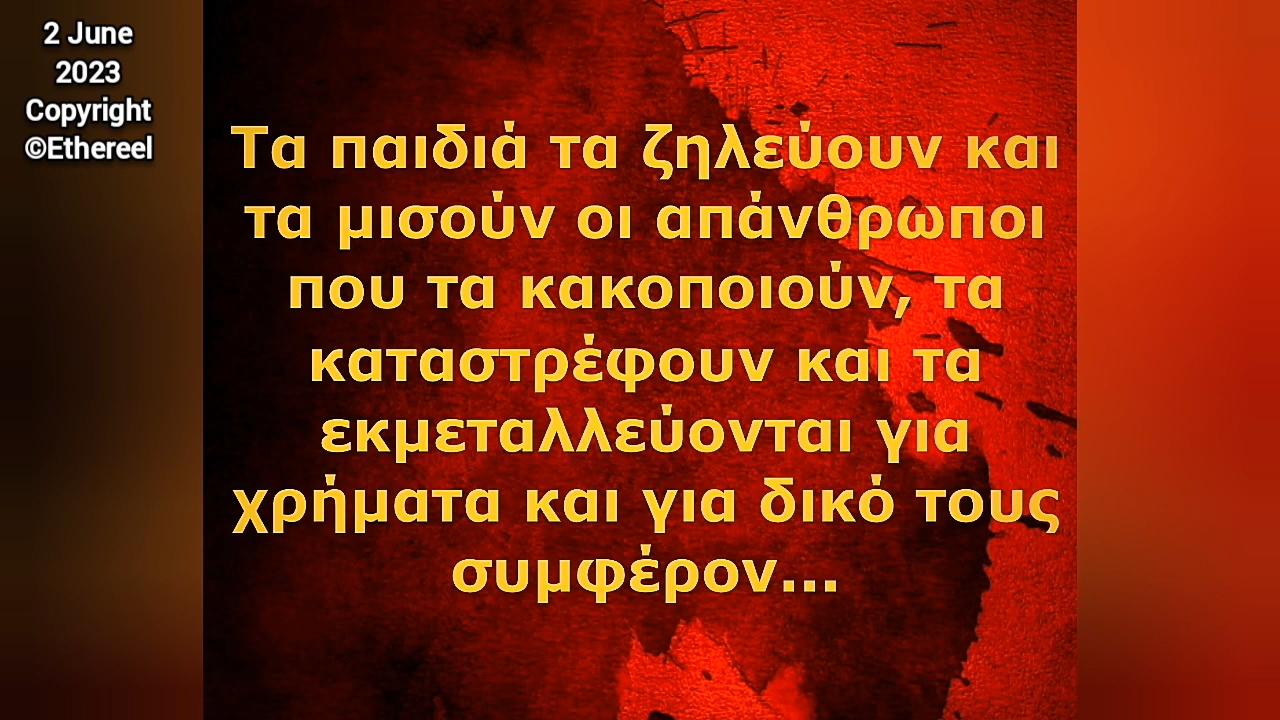 2 June
2023
Copyright
©Ethereel
Τα παιδιά τα ζηλεύουν και
τα μισούν οι απάνθρωποι
που τα κακοποιούν, τα
καταστρέφουν και τα
εκμεταλλεύονται για
χρήματα και για δικό τους
συμφέρον...